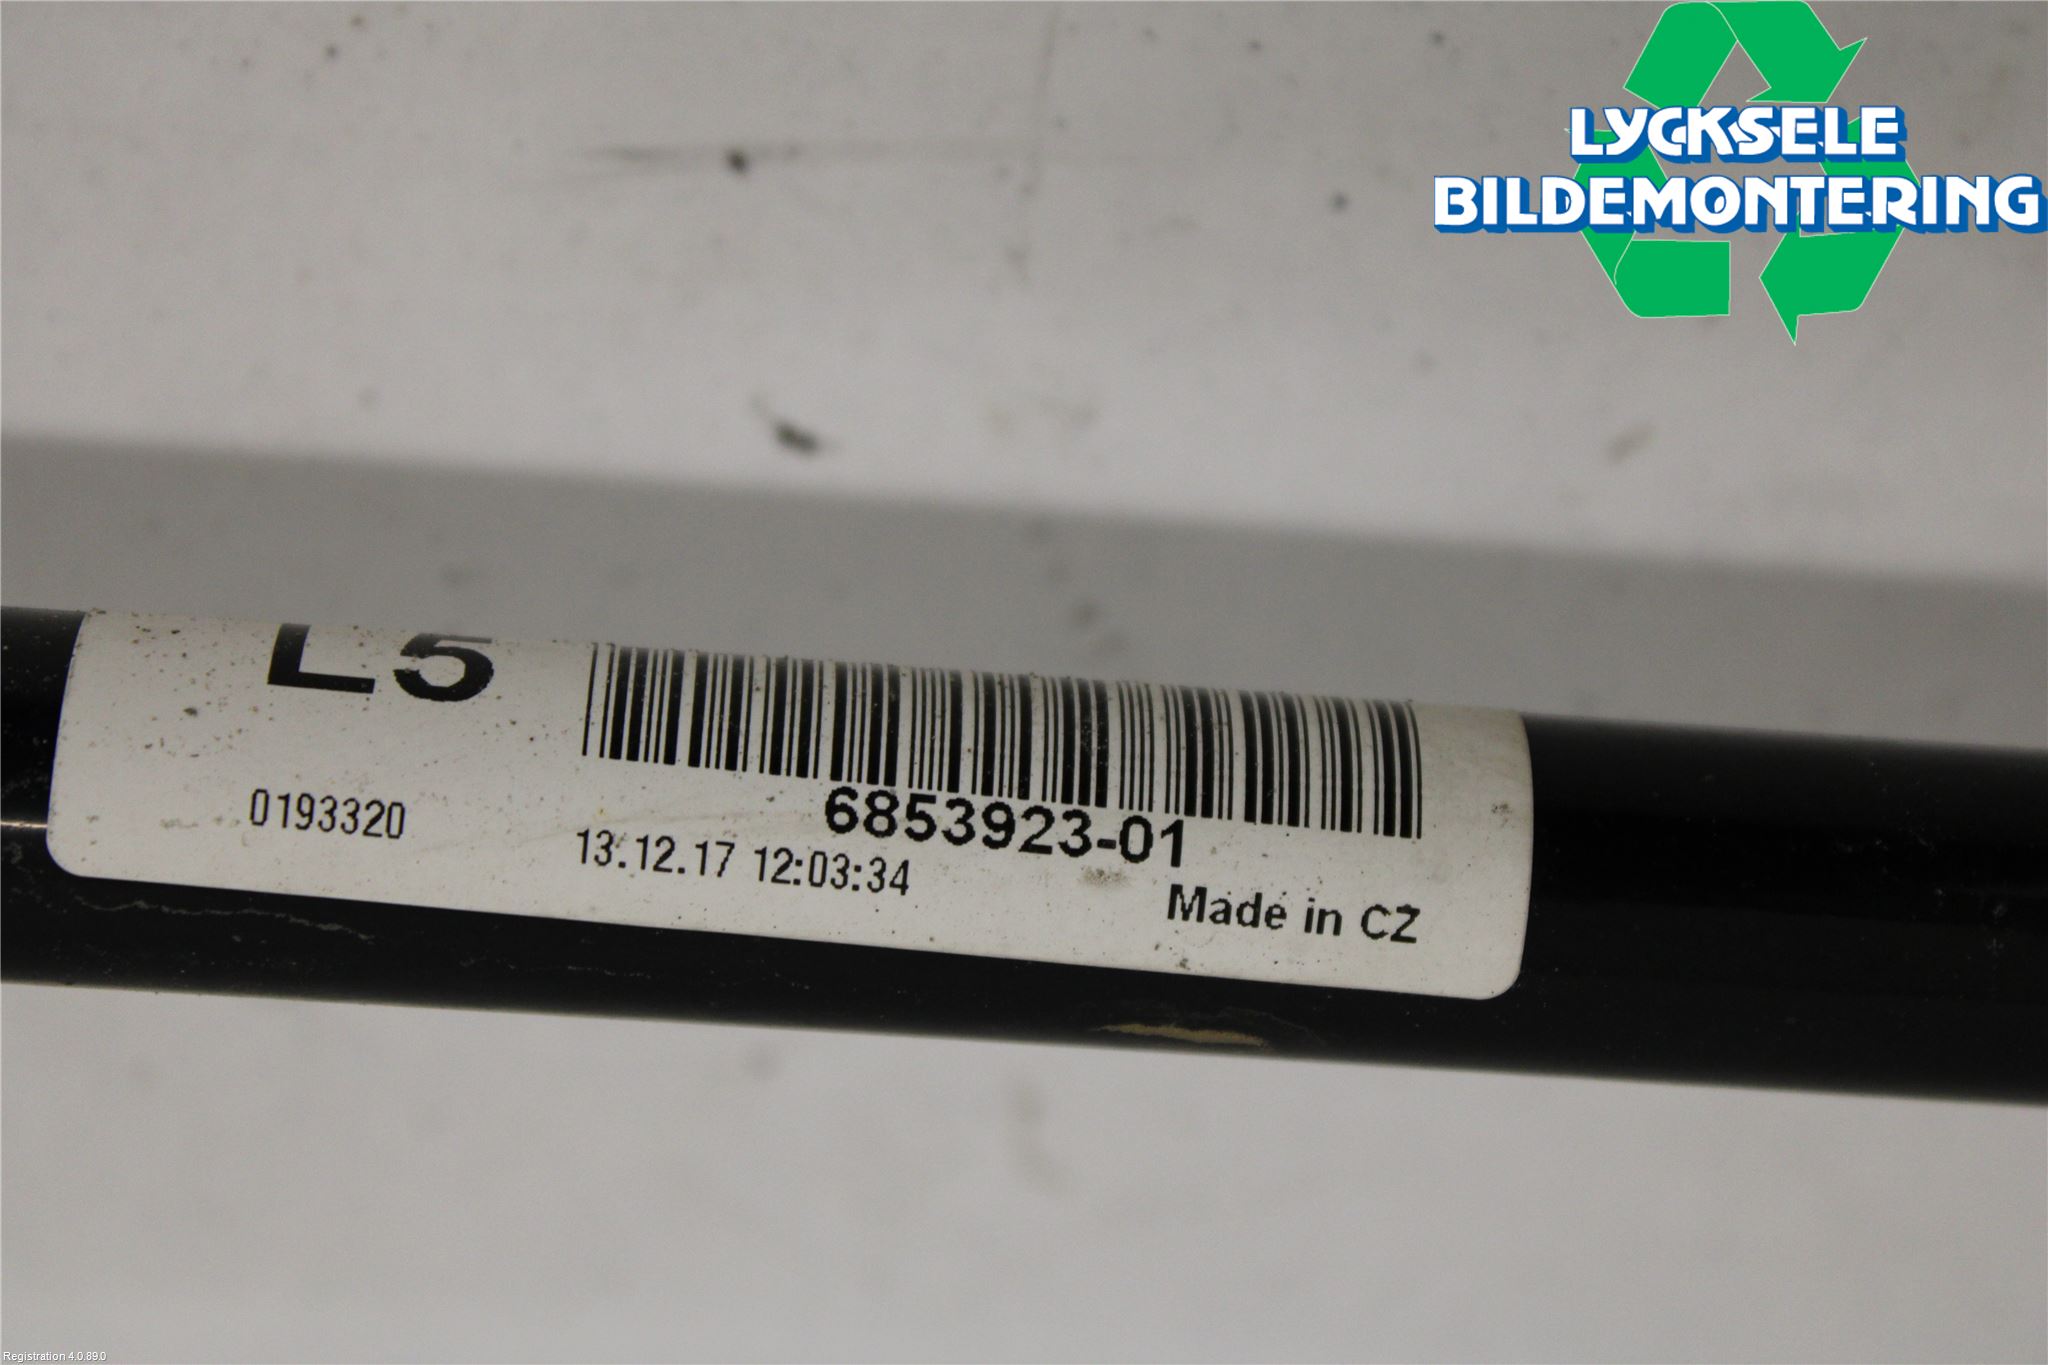 LYCKSELE
BILDEMONTERING
L5
0193320
6853923-01
13.12.17 12:03:34
Made in CZ
Registration 4.0.89.0